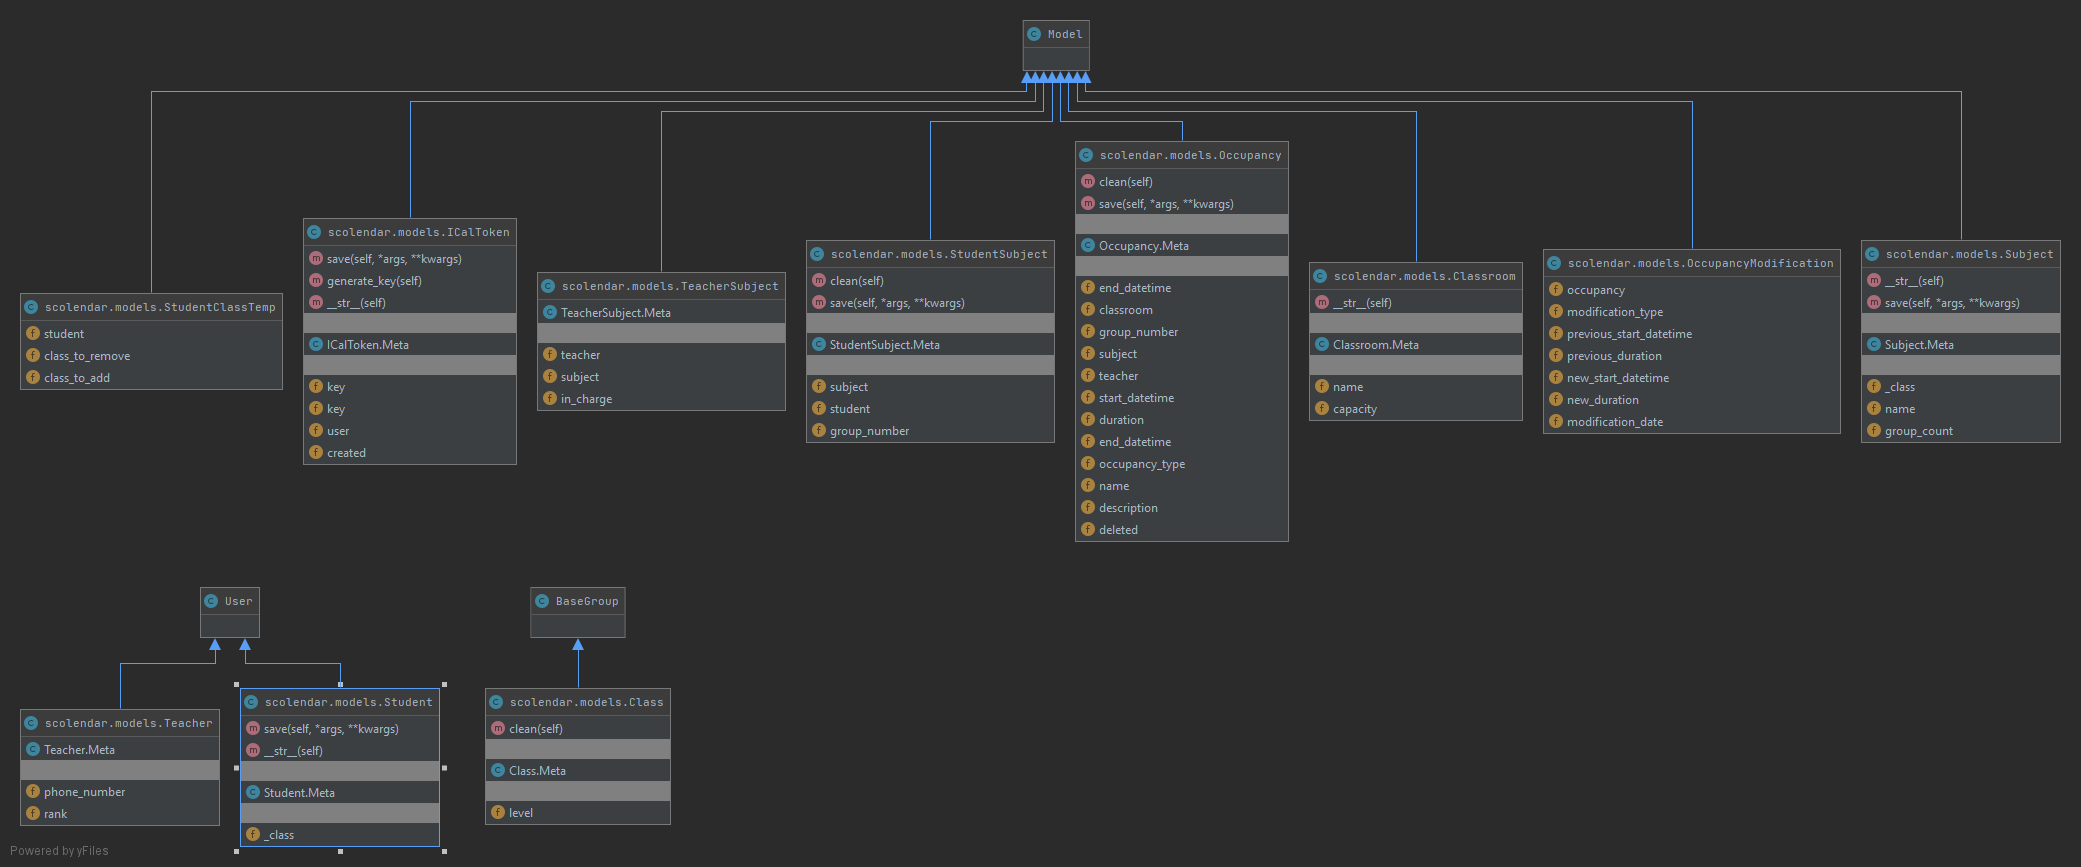 Model
scolendar.models.StudentClassTemp
student
class_to_remove
class_to_add
scolendar.models.ICalToken
save(self, *args, **kwargs)
generate_key(self)
__str__(self)
ICalToken.Meta
key
key
user
created
scolendar.models.TeacherSubject
TeacherSubject.Meta
teacher
subject
in_charge
scolendar.models.StudentSubject
clean(self)
save(self, *args, **kwargs)
StudentSubject.Meta
subject
student
group_number
scolendar.models.Occupancy
clean(self)
save(self, *args, **kwargs)
Occupancy.Meta
end_datetime
classroom
group_number
subject
teacher
start_datetime
duration
end_datetime
occupancy_type
name
description
deleted
scolendar.models.Classroom
__str__(self)
Classroom.Meta
name
capacity
scolendar.models.OccupancyModification
occupancy
modification_type
previous_start_datetime
previous_duration
new_start_datetime
new_duration
modification_date
scolendar.models.Subject
__str__(self)
save(self, *args, **kwargs)
Subject.Meta
_class
name
group_count
User
scolendar.models.Teacher
Teacher.Meta
phone_number
rank
scolendar.models.Student
save(self, *args, **kwargs)
__str__(self)
Student.Meta
_class
BaseGroup
scolendar.models.Class
clean(self)
Class.Meta
level
Powered by yFiles